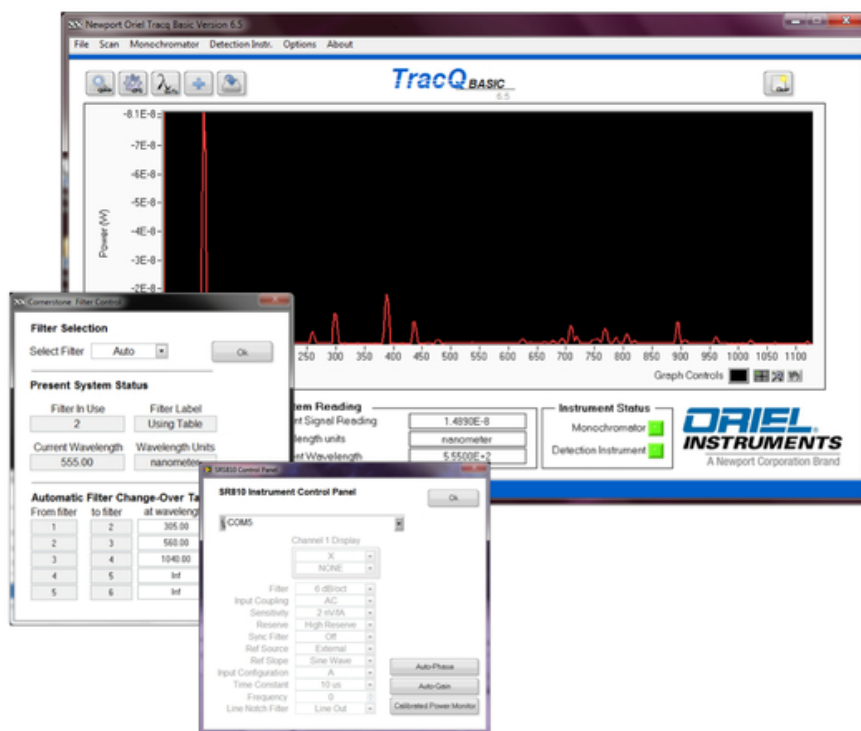 Newport Oriel Tracq Basic Version 6.5
File Scan Monochromator Detection Instr. Options About
TracQ BASIC
6.5
-8.1E-8
-7E-8
-6E-8
-5E-8
-4E-8
-3E-8
-2E-8
Power (W)
250 300 350 400 450 500 550 600 650 700 750 800 850 900 950 1000 1050 1100
Graph Controls
Reading
Signal Reading 1.4890E-8
units nanometer
Wavelength 5.5500E+2
Instrument Status
Monochromator
Detection Instrument
ORIEL
INSTRUMENTS
A Newport Corporation Brand
Cornerstone Filter Control
Filter Selection
Select Filter Auto Ok
Present System Status
Filter In Use Filter Label
2 Using Table
Current Wavelength Wavelength Units
555.00 nanometer
Automatic Filter Change-Over
From filter to filter at wavelength
1 2 305.00
2 3 560.00
3 4 1040.00
4 5 Inf
5 6 Inf
SR810 Control Panel
SR810 Instrument Control Panel
Ok
COM5
Channel 1 Display
X
NONE
Filter 6 dB/oct
Input Coupling AC
Sensitivity 2 nV/fA
Reserve High Reserve
Sync Filter Off
Ref Source External
Ref Slope Sine Wave
Input Configuration A
Time Constant 10 us
Frequency 0
Line Notch Filter Line Out
Auto-Phase
Auto-Gain
Calibrated Power Monitor